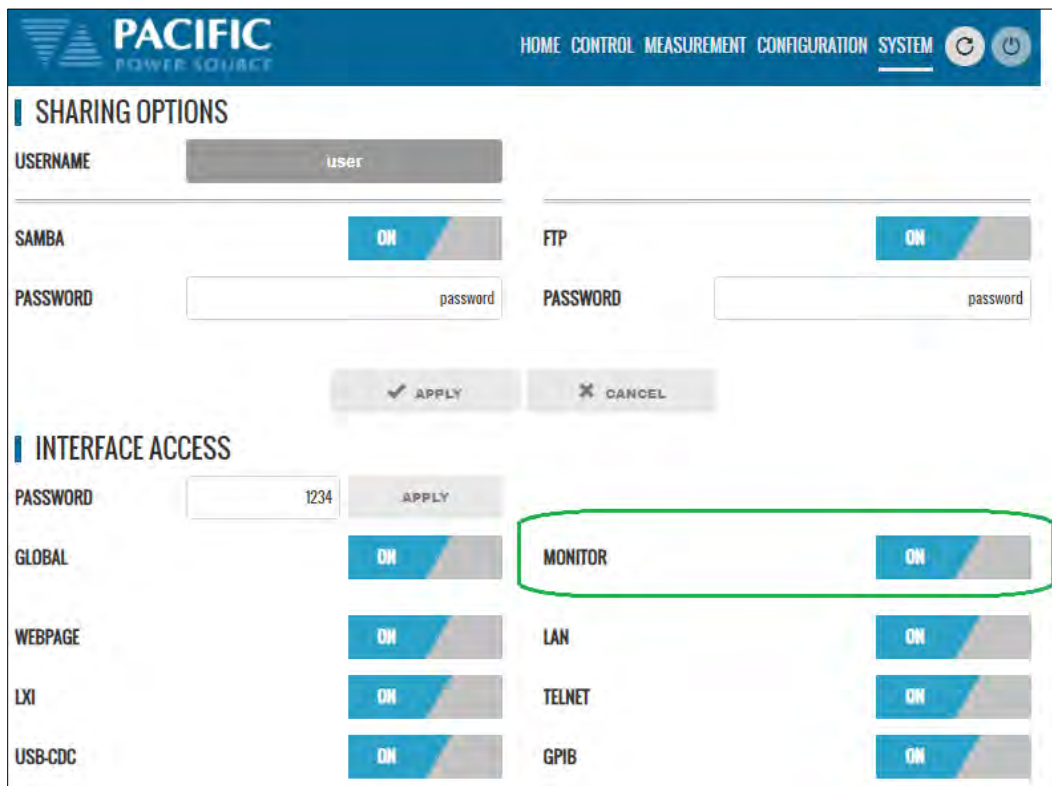 PACIFIC
POWER SOURCE
HOME CONTROL MEASUREMENT CONFIGURATION SYSTEM
SHARING OPTIONS
USERNAME user
SAMBA ON FTP ON
PASSWORD password PASSWORD password
APPLY CANCEL
INTERFACE ACCESS
PASSWORD 1234 APPLY
GLOBAL ON MONITOR ON
WEBPAGE ON LAN ON
LXI ON TELNET ON
USB-CDC ON GPIB ON